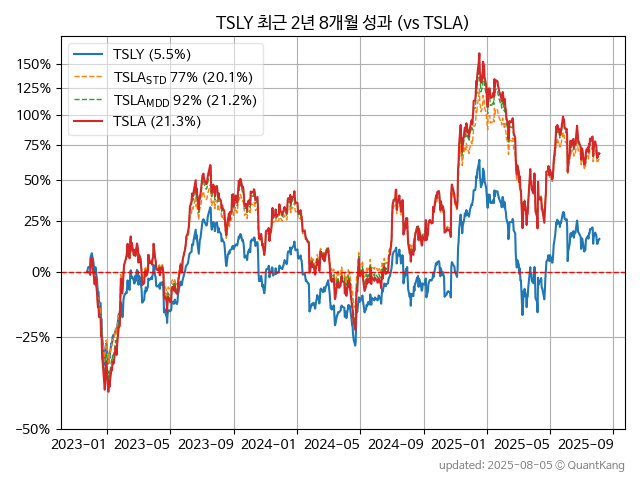 TSLY 최근 2년 8개월 성과 (vs TSLA)
TSLY (5.5%)
TSLA_STD 77% (20.1%)
TSLA_MDD 92% (21.2%)
TSLA (21.3%)
150%
125%
100%
75%
50%
25%
0%
−25%
−50%
2023-01 2023-05 2023-09 2024-01 2024-05 2024-09 2025-01 2025-05 2025-09
updated: 2025-08-05 © QuantKang